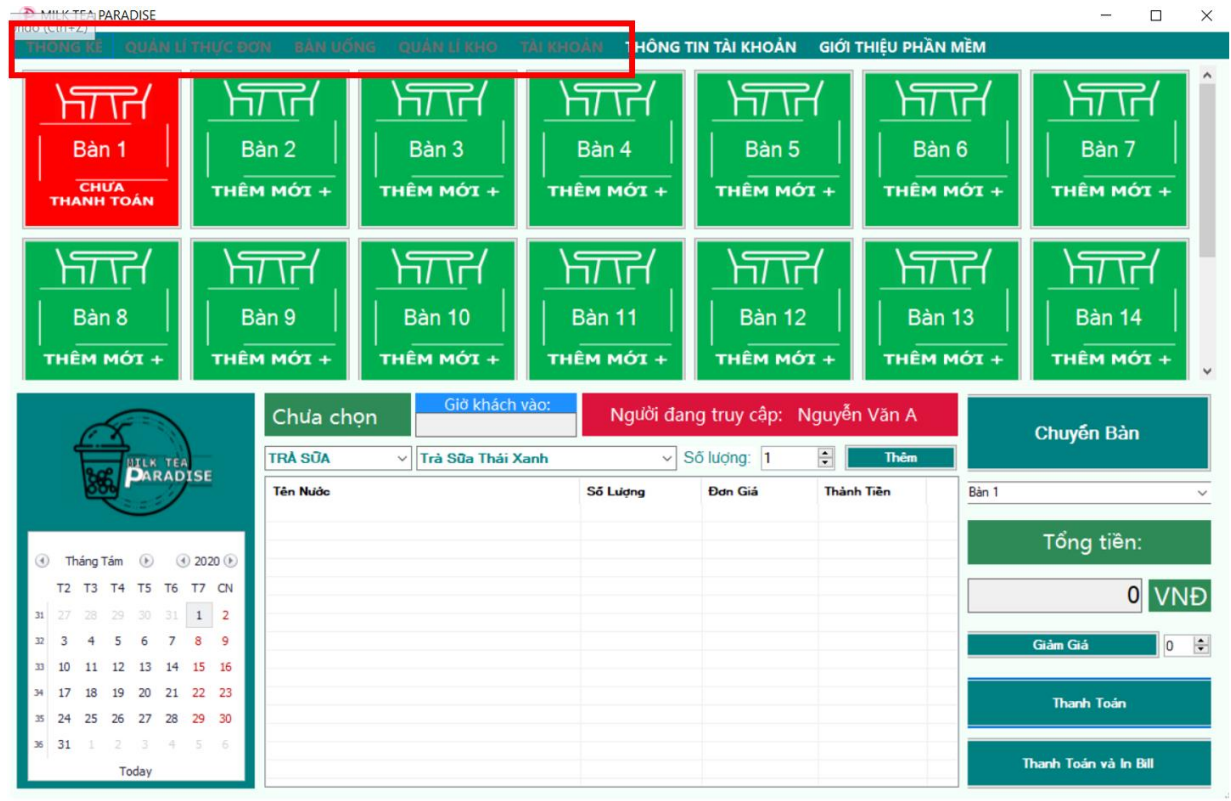 MILK TEA PARADISE
(Ctrl+Z)
THỐNG KÊ QUẢN LÍ THỰC ĐƠN BÀN UỐNG QUẢN LÍ KHO TÀI KHOẢN THÔNG TIN TÀI KHOẢN GIỚI THIỆU PHẦN MỀM
Bàn 1 Bàn 2 Bàn 3 Bàn 4 Bàn 5 Bàn 6 Bàn 7
CHƯA
THANH TOÁN THÊM MỚI + THÊM MỚI + THÊM MỚI + THÊM MỚI + THÊM MỚI + THÊM MỚI +
Bàn 8 Bàn 9 Bàn 10 Bàn 11 Bàn 12 Bàn 13 Bàn 14
THÊM MỚI + THÊM MỚI + THÊM MỚI + THÊM MỚI + THÊM MỚI + THÊM MỚI + THÊM MỚI +
MILK TEA
PARADISE
Chưa chọn
Giờ khách vào:
Người đang truy cập: Nguyễn Văn A
TRÀ SỮA Trà Sữa Thái Xanh Số lượng: 1 Thêm
Tên Nước Số Lượng Đơn Giá Thành Tiền
Chuyển Bàn
Bàn 1
Tổng tiền:
0 VNĐ
Giảm Giá 0
Thanh Toán
Thanh Toán và In Bill
Tháng Tám 2020
T2 T3 T4 T5 T6 T7 CN
31 27 28 29 30 31 1 2
32 3 4 5 6 7 8 9
33 10 11 12 13 14 15 16
34 17 18 19 20 21 22 23
35 24 25 26 27 28 29 30
36 31 1 2 3 4 5 6
Today